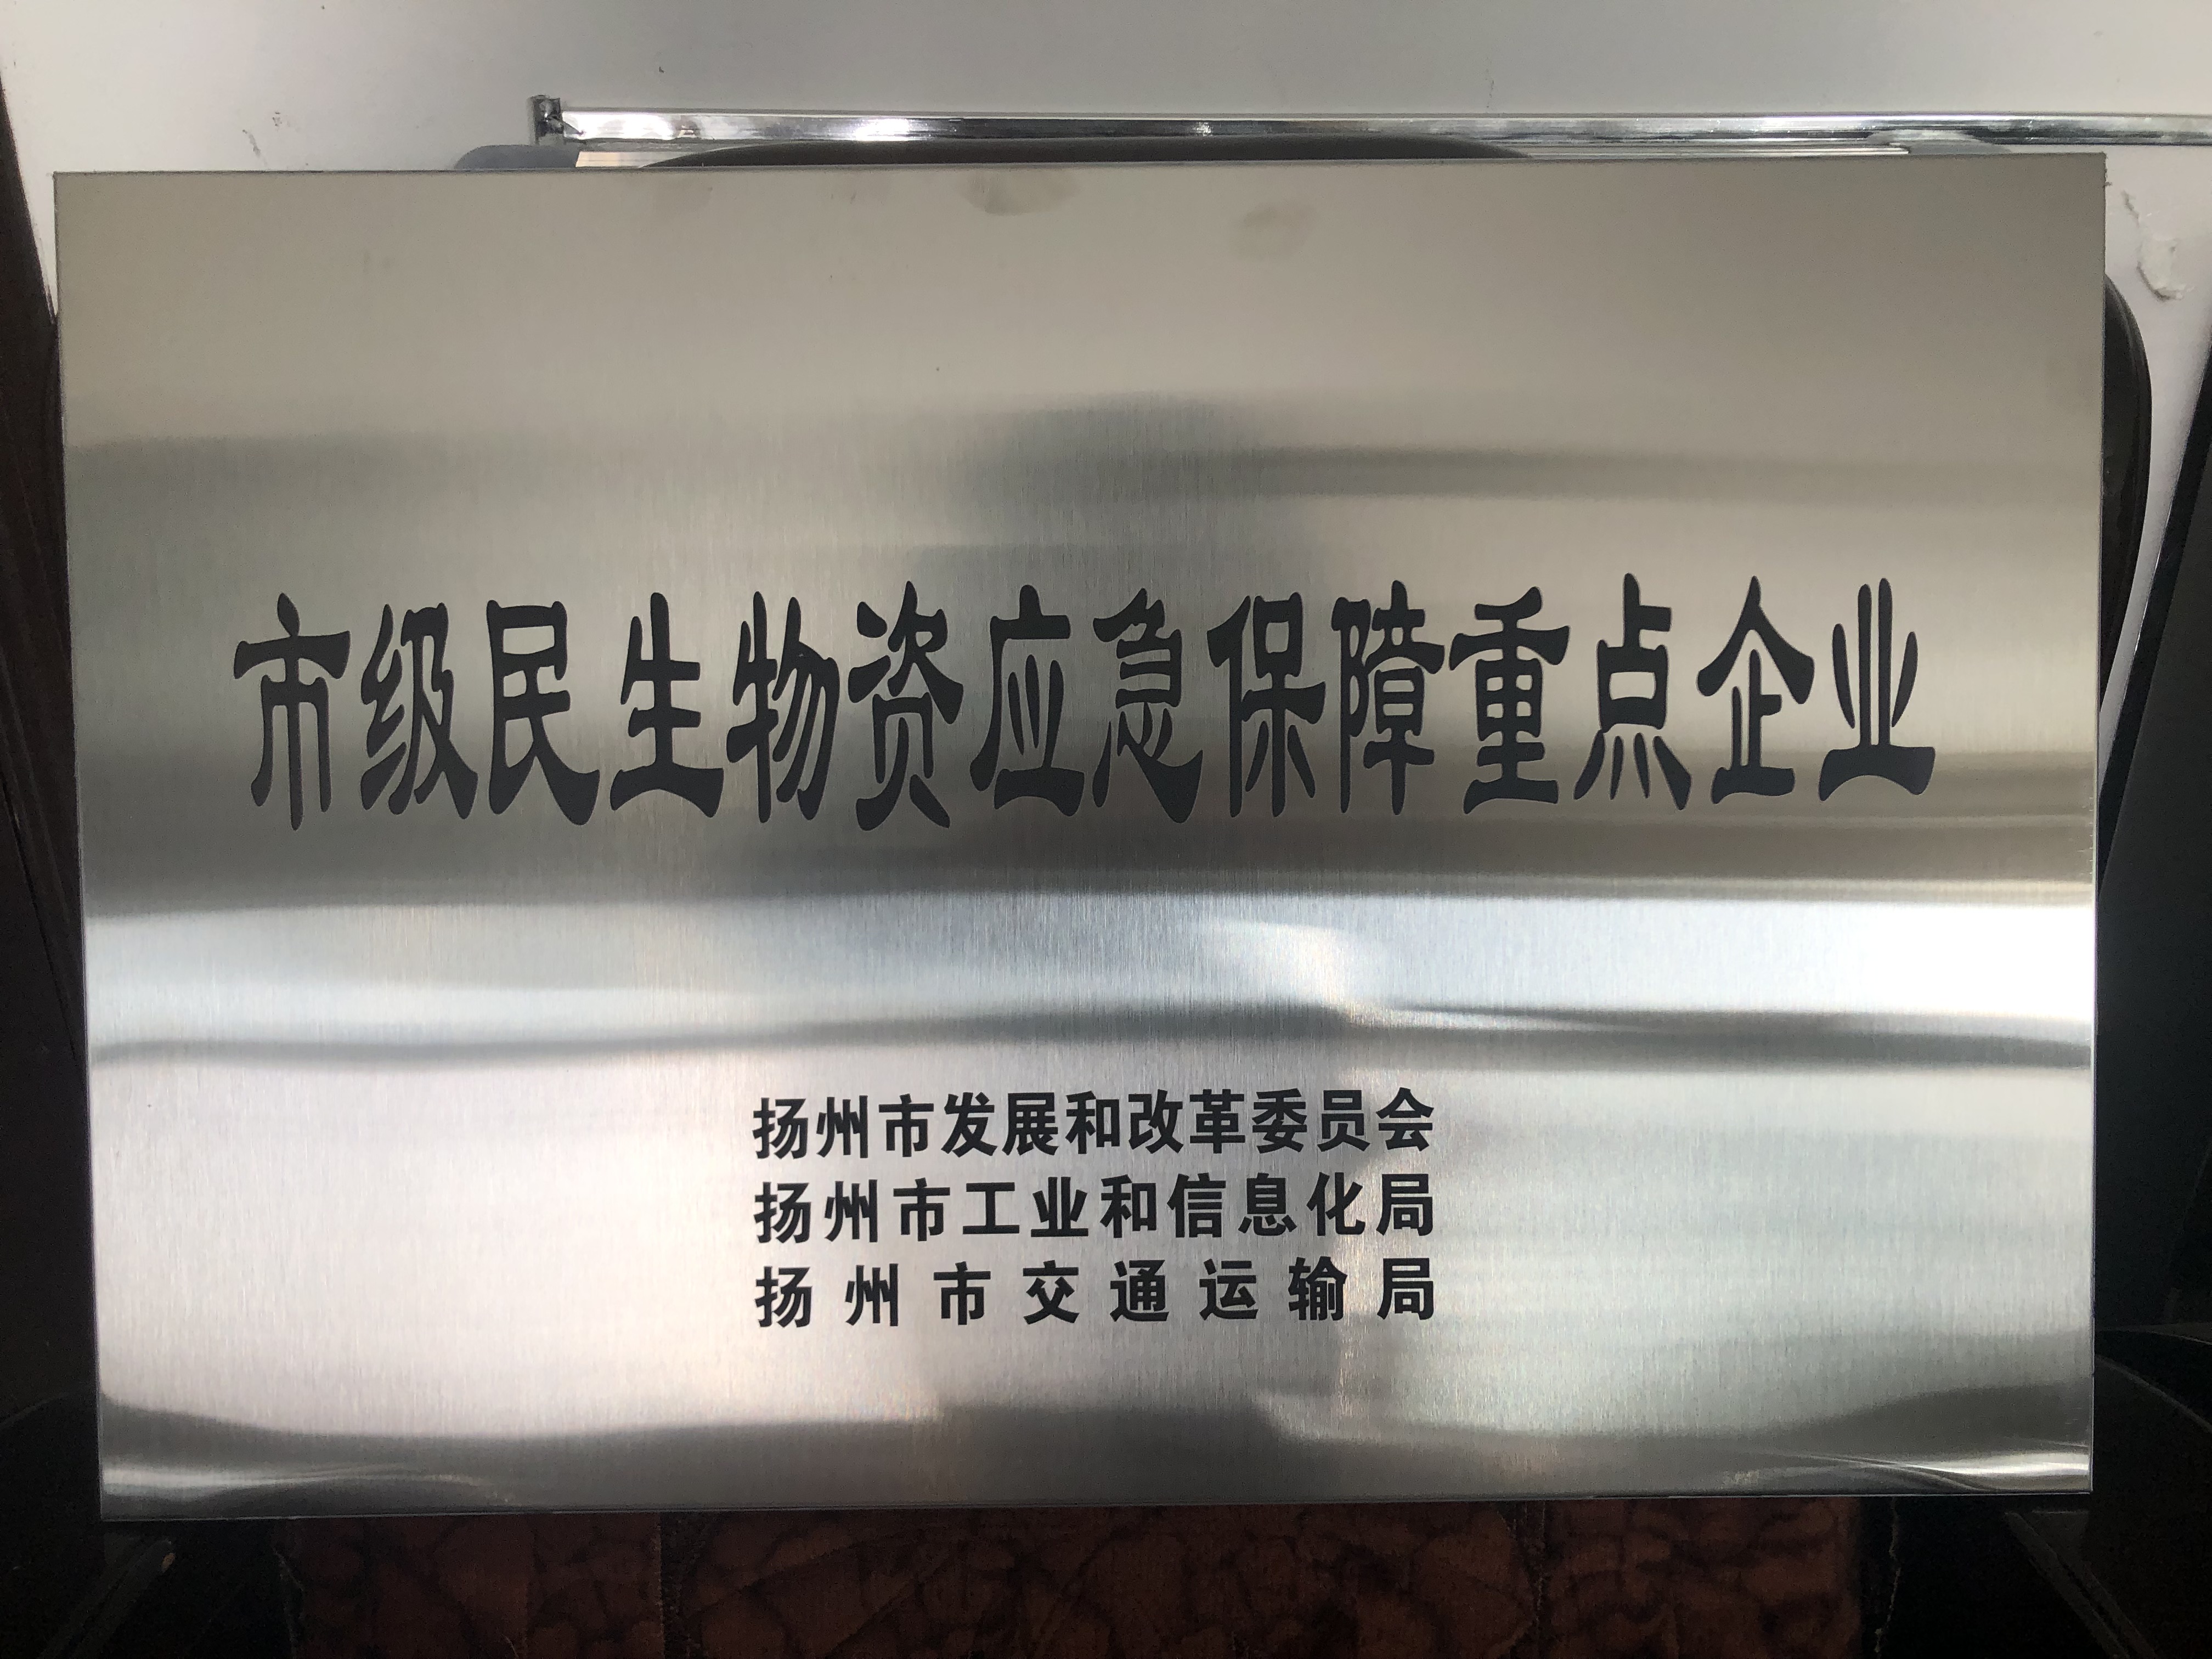 市级民生物资应急保障重点企业
扬州市发展和改革委员会
扬州市工业和信息化局
扬州市交通运输局